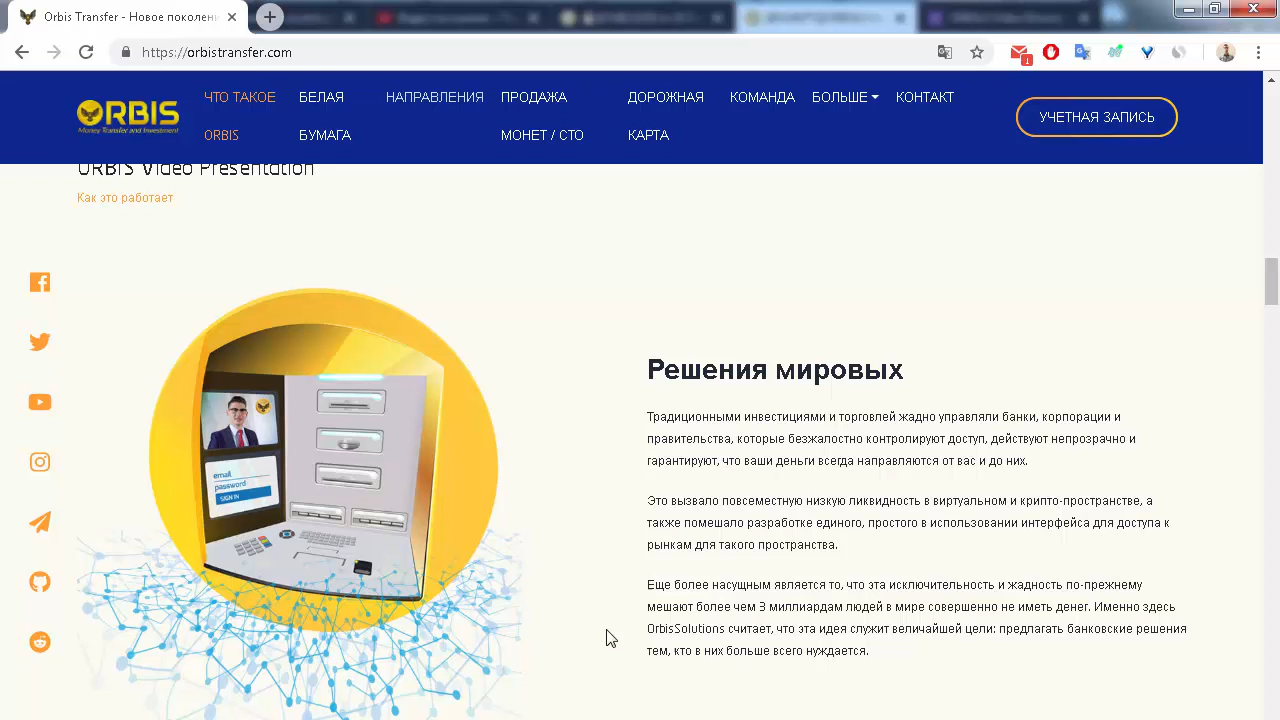 Orbis Transfer - Новое поколени
https://orbistransfer.com
1
ORBIS
Money Transfer and Investment
ЧТО ТАКОЕ
ORBIS
БЕЛАЯ
БУМАГА
НАПРАВЛЕНИЯ
ПРОДАЖА
МОНЕТ / СТО
ДОРОЖНАЯ
КАРТА
КОМАНДА
БОЛЬШЕ
КОНТАКТ
УЧЕТНАЯ ЗАПИСЬ
ORBIS Video Presentation
Как это работает
email
password
SIGN IN
Решения мировых
Традиционными инвестициями и торговлей жадно управляли банки, корпорации и
правительства, которые безжалостно контролируют доступ, действуют непрозрачно и
гарантируют, что ваши деньги всегда направляются от вас и до них.
Это вызвало повсеместную низкую ликвидность в виртуальном и крипто-пространстве, а
также помешало разработке единого, простого в использовании интерфейса для доступа к
рынкам для такого пространства.
Еще более насущным является то, что эта исключительность и жадность по-прежнему
мешают более чем 3 миллиардам людей в мире совершенное иметь далее. Именно здесь
OrbisSolutions считает, что эта идея служит величайшей цели: предлагать банковские решения
тем, кто в них больше всего нуждается.